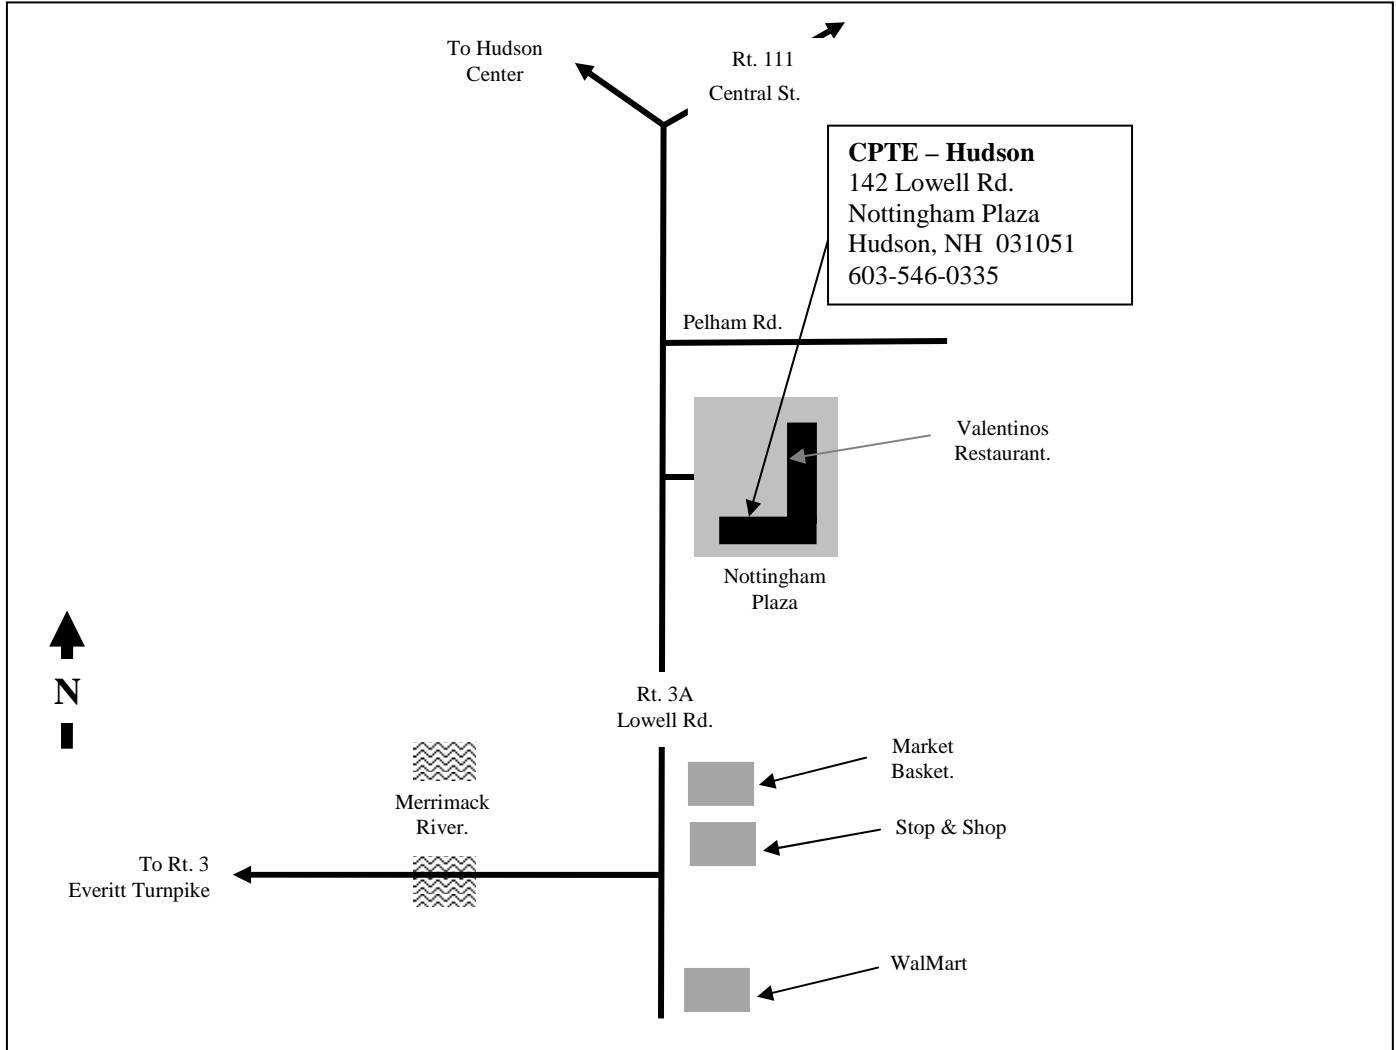 To Hudson
Center
Rt. 111
Central St.
CPTE – Hudson
142 Lowell Rd.
Nottingham Plaza
Hudson, NH  031051
603-546-0335
Pelham Rd.
Valentinos
Restaurant.
Nottingham
Plaza
N
Rt. 3A
Lowell Rd.
Market
Basket.
Merrimack
River.
Stop & Shop
To Rt. 3
Everitt Turnpike
WalMart